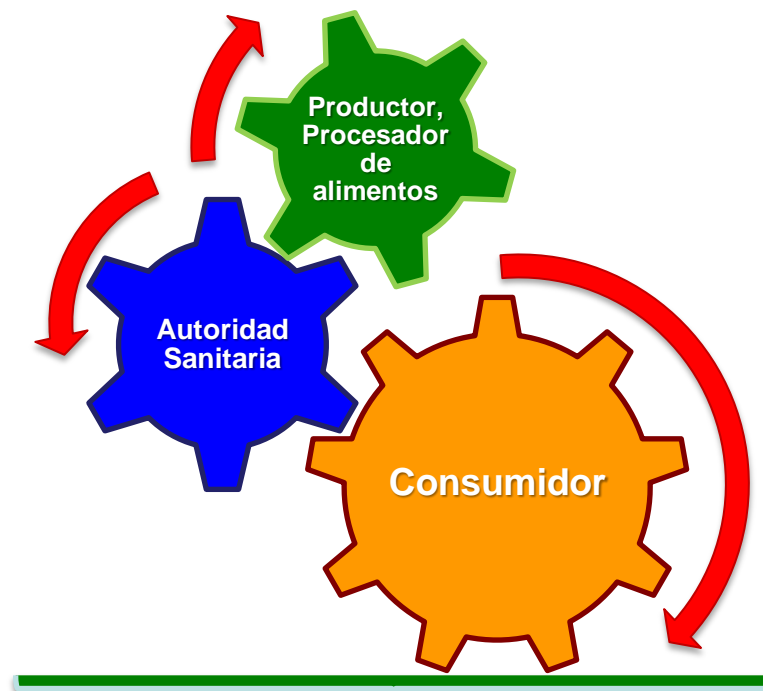 Productor,
Procesador
de
alimentos
Autoridad
Sanitaria
Consumidor